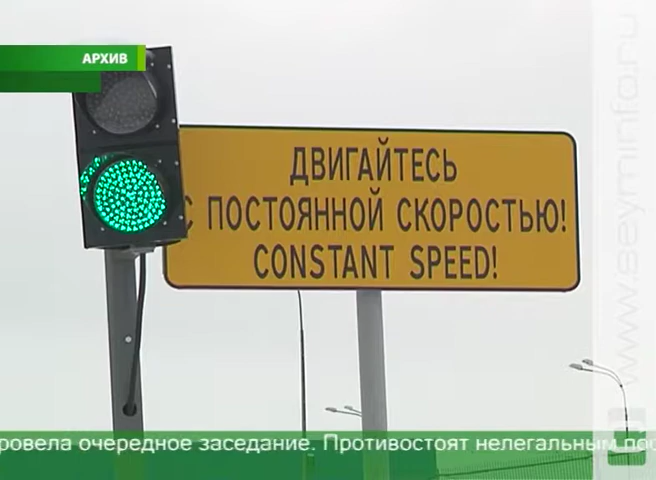 АРХИВ
ДВИГАЙТЕСЬ
С ПОСТОЯННОЙ СКОРОСТЬЮ!
CONSTANT SPEED!
www.seyminfo.ru
очередное заседание. Противостоят нелегальным